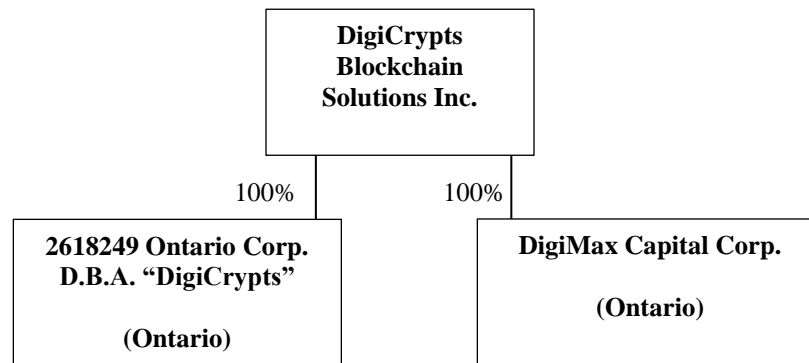 DigiCrypts
Blockchain
Solutions Inc.
100%
100%
2618249 Ontario Corp.
D.B.A. “DigiCrypts”
(Ontario)
DigiMax Capital Corp.
(Ontario)